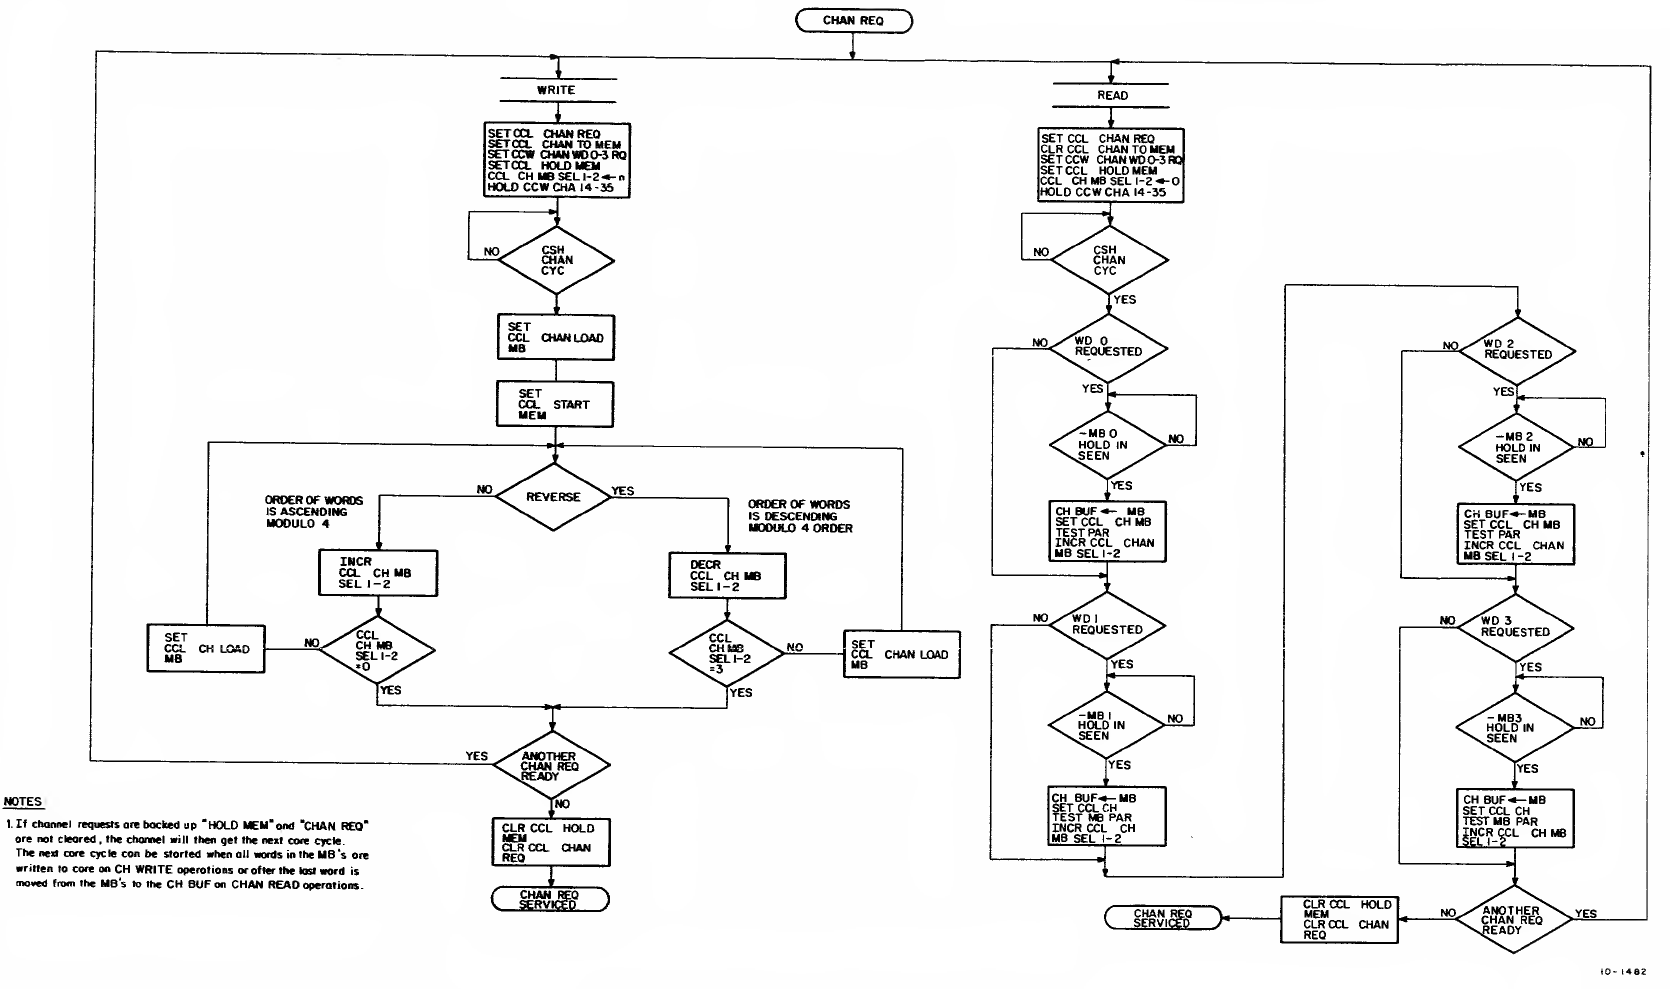 CHAN REQ
WRITE
SET CCL CHAN REQ
SET CCL CHAN TO MEM
SET CCW CHAN WD 0-3 RQ
SET CCL HOLD MEM
CCL CH MB SEL 1-2 ← n
HOLD CCW CHA 14-35
NO
CSH
CHAN
CYC
SET
CCL CHAN LOAD
MB
SET
CCL START
MEM
NO
REVERSE
YES
ORDER OF WORDS
IS ASCENDING
MODULO 4
ORDER OF WORDS
IS DESCENDING
MODULO 4 ORDER
INCR
CCL CH MB
SEL 1-2
DECR
CCL CH MB
SEL 1-2
SET
CCL CH LOAD
MB
NO
CCL
CH MB
SEL 1-2
=0
YES
CCL
CH MB
SEL 1-2
=3
NO
YES
SET
CCL CHAN LOAD
MB
YES
ANOTHER
CHAN REQ
READY
NO
CLR CCL HOLD
MEM
CLR CCL CHAN
REQ
CHAN REQ
SERVICED
NOTES
1. If channel requests are backed up "HOLD MEM" and "CHAN REQ"
are not cleared, the channel will then get the next core cycle.
The next core cycle can be started when all words in the MB's are
written to core on CH WRITE operations or after the last word is
moved from the MB's to the CH BUF on CHAN READ operations.
READ
SET CCL CHAN REQ
CLR CCL CHAN TO MEM
SET CCW CHAN WD 0-3 RQ
SET CCL HOLD MEM
CCL CH MB SEL 1-2 ← 0
HOLD CCW CHA 14-35
NO
CSH
CHAN
CYC
YES
NO
WD 0
REQUESTED
YES
-MB 0
HOLD IN
SEEN
NO
YES
CH BUF ← MB
SET CCL CH MB
TEST PAR
INCR CCL CHAN
MB SEL 1-2
NO
WD 1
REQUESTED
YES
-MB 1
HOLD IN
SEEN
NO
YES
CH BUF ← MB
SET CCL CH
TEST MB PAR
INCR CCL CH
MB SEL 1-2
NO
WD 2
REQUESTED
YES
-MB 2
HOLD IN
SEEN
NO
YES
CH BUF ← MB
SET CCL CH MB
TEST PAR
INCR CCL CHAN
MB SEL 1-2
NO
WD 3
REQUESTED
YES
-MB3
HOLD IN
SEEN
NO
YES
CH BUF ← MB
SET CCL CH
TEST MB PAR
INCR CCL CH MB
SEL 1-2
NO
ANOTHER
CHAN REQ
READY
YES
CLR CCL HOLD
MEM
CLR CCL CHAN
REQ
CHAN REQ
SERVICED
10-1482